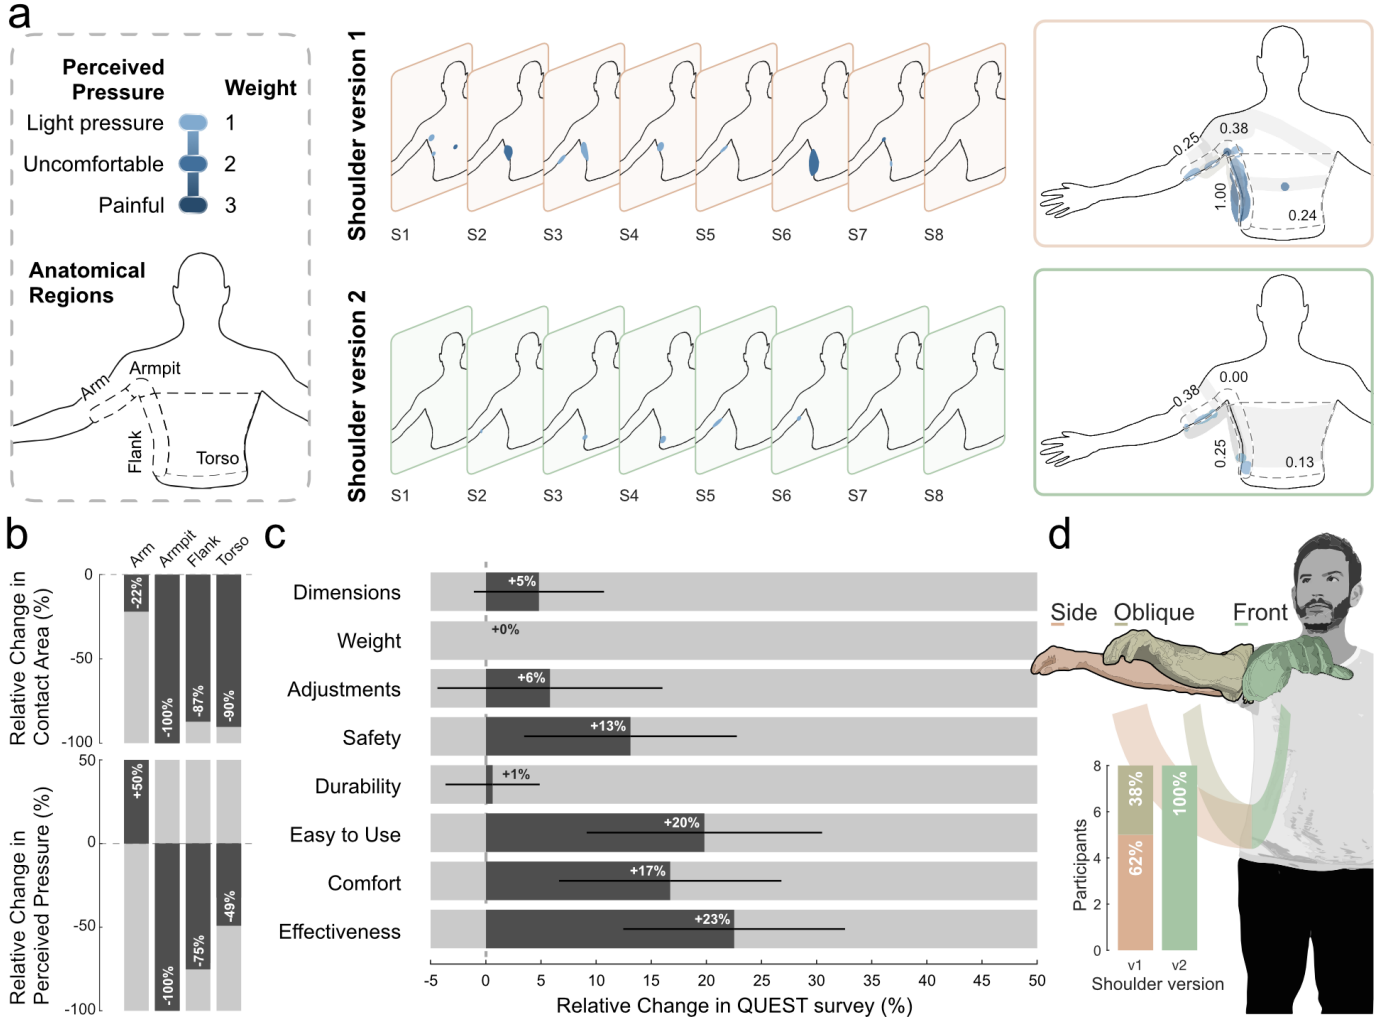 a
Perceived
Pressure
Weight
Light pressure
1
Uncomfortable
2
Painful
3
Anatomical
Regions
Arm
Armpit
Flank
Torso
Shoulder version 1
S1
S2
S3
S4
S5
S6
S7
S8
0.25
0.38
1.00
0.24
Shoulder version 2
S1
S2
S3
S4
S5
S6
S7
S8
0.38
0.00
0.25
0.13
b
Arm
Armpit
Flank
Torso
Relative Change in
Contact Area (%)
0
-50
-100
-22%
-100%
-87%
-90%
Relative Change in
Perceived Pressure (%)
50
0
-50
-100
+50%
-100%
-75%
-49%
c
Dimensions
+5%
Weight
+0%
Adjustments
+6%
Safety
+13%
Durability
+1%
Easy to Use
+20%
Comfort
+17%
Effectiveness
+23%
-5
0
5
10
15
20
25
30
35
40
45
50
Relative Change in QUEST survey (%)
d
Side
Oblique
Front
Participants
8
6
4
2
0
38%
62%
100%
v1
v2
Shoulder version